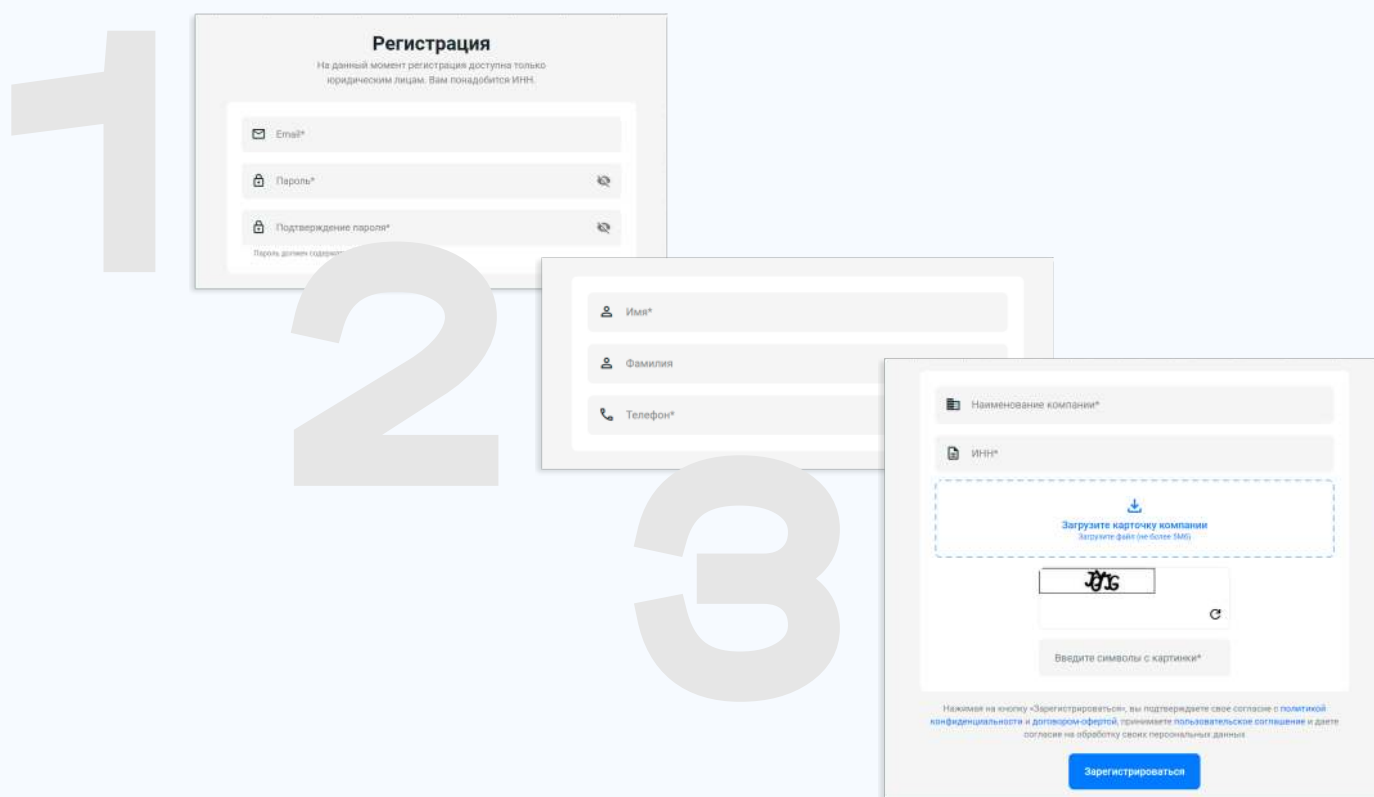 1
Регистрация
На данный момент регистрация доступна только
юридическим лицам. Вам понадобится ИНН.
Email*
Пароль*
Подтверждение пароля*
Пароль должен
2
Имя*
Фамилия
Телефон*
3
Наименование компании*
ИНН*
Загрузите карточку компании
Загрузите файл (не более 5Мб)
Введите символы с картинки*
Нажимая на кнопку «Зарегистрироваться», вы подтверждаете свое согласие с политикой
конфиденциальности и договором-офертой, принимаете пользовательское соглашение и даете
согласие на обработку своих персональных данных
Зарегистрироваться